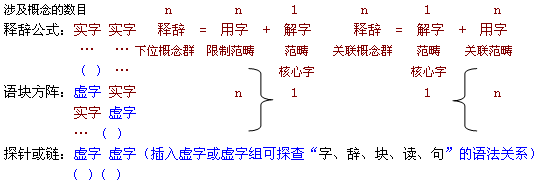 涉及概念的数目 n n 1 n 1 n
释辞公式：实字 实字 释辞 = 用字 + 解字 释辞 = 解字 + 用字
… … 下位概念群 限制范畴 范畴 关联概念群 范畴 关联范畴
( ) … 核心字 核心字
语块方阵：虚字 实字 n 1 1 n
实字 虚字
… ( )
探针或链：虚字 虚字（插入虚字或虚字组可探查“字、辞、块、读、句”的语法关系）
( ) ( )